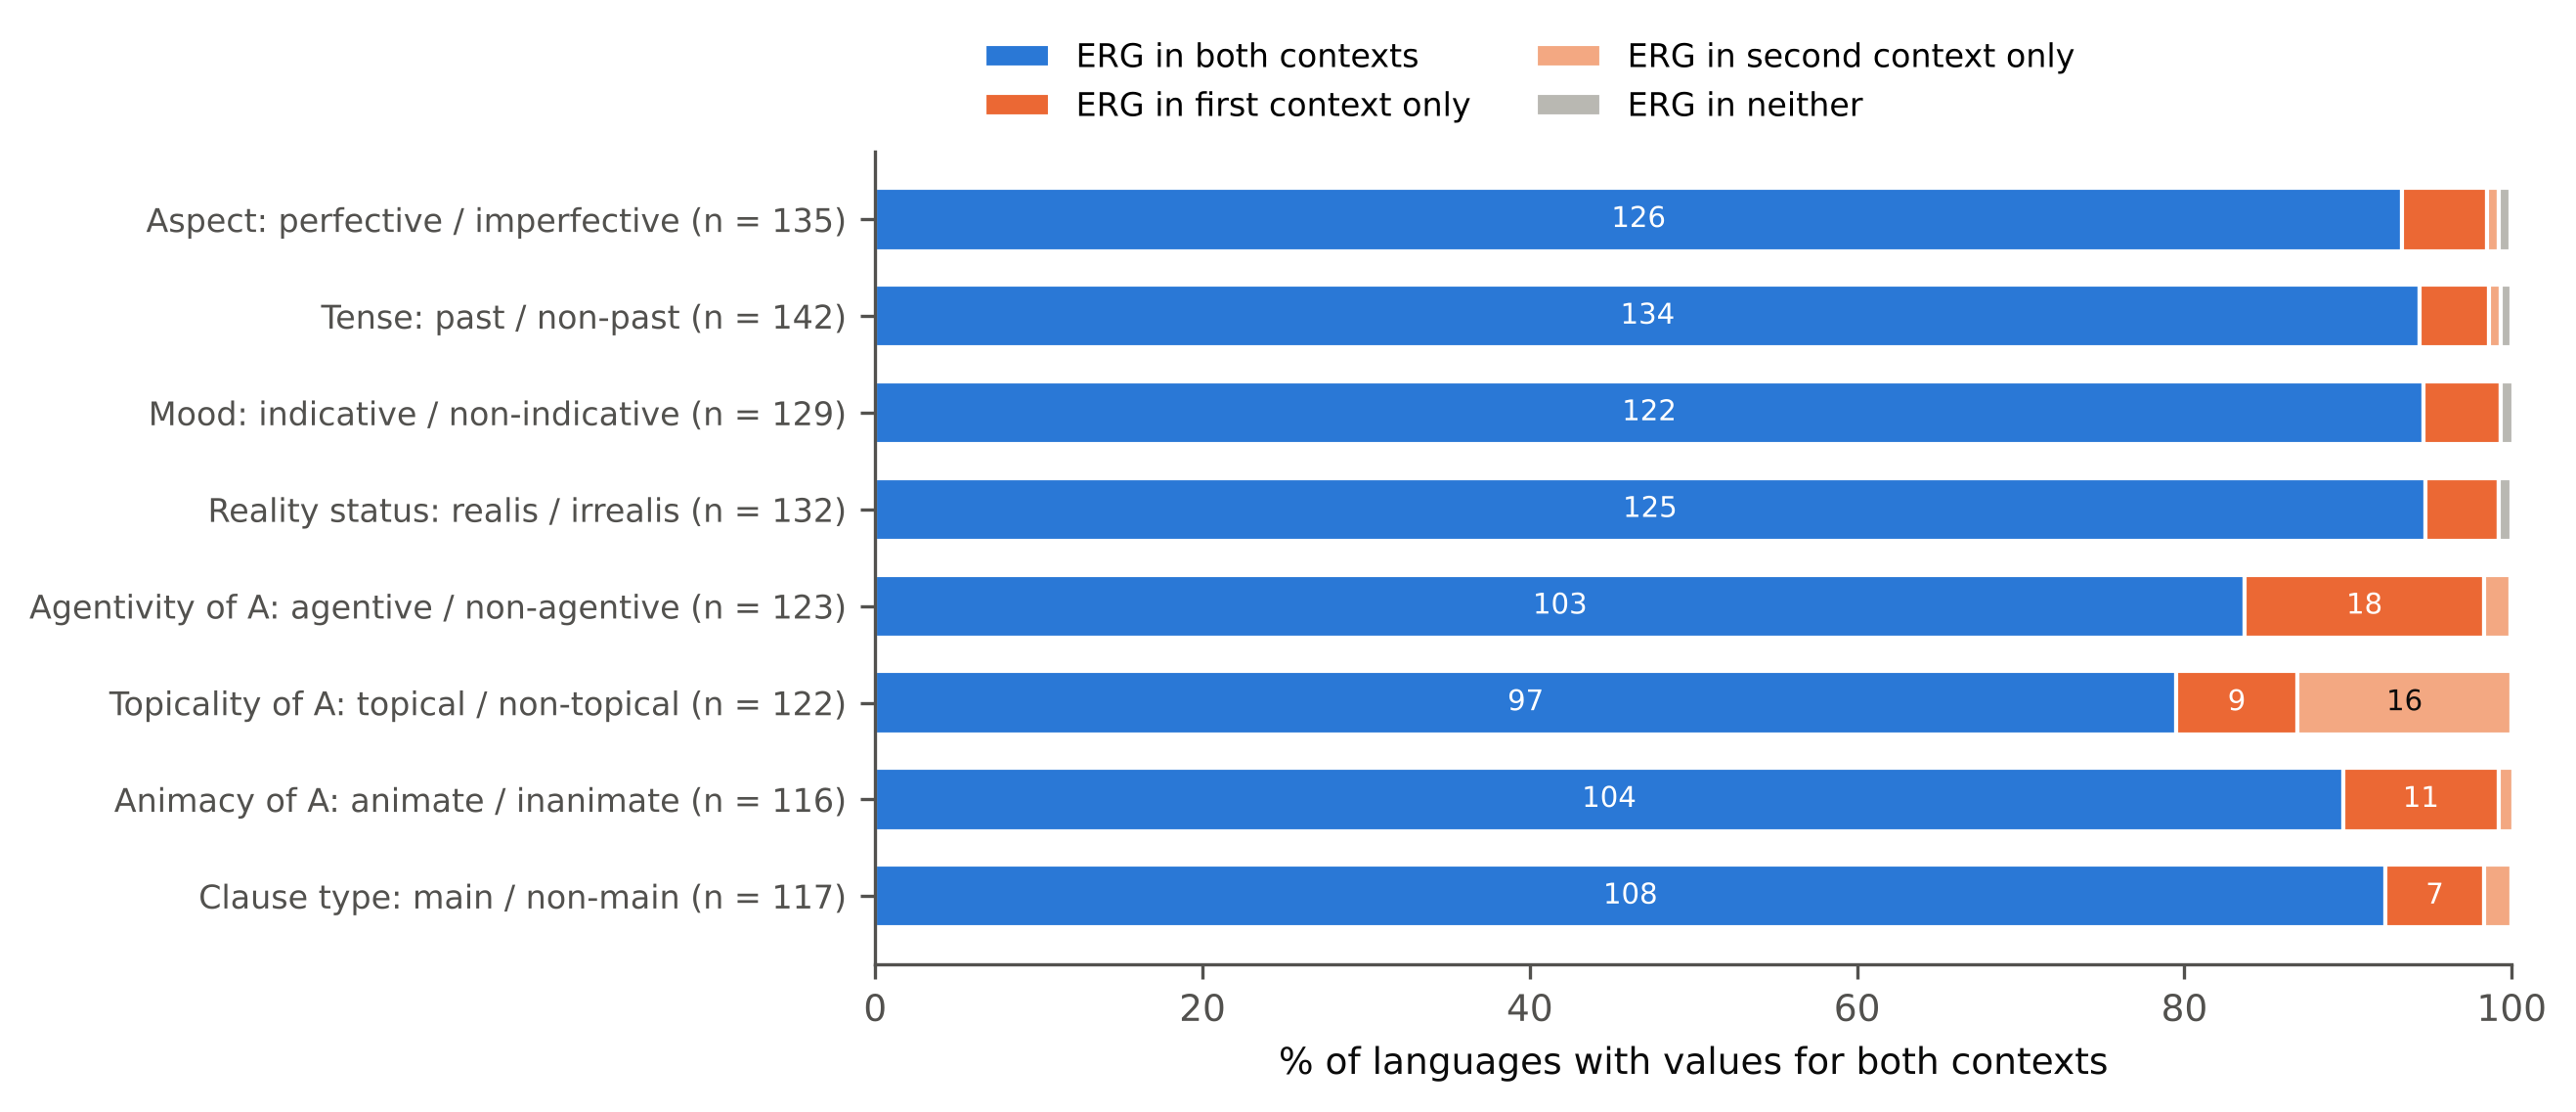 ERG in both contexts
ERG in first context only
ERG in second context only
ERG in neither
Aspect: perfective / imperfective (n = 135)
126
Tense: past / non-past (n = 142)
134
Mood: indicative / non-indicative (n = 129)
122
Reality status: realis / irrealis (n = 132)
125
Agentivity of A: agentive / non-agentive (n = 123)
103 18
Topicality of A: topical / non-topical (n = 122)
97 9 16
Animacy of A: animate / inanimate (n = 116)
104 11
Clause type: main / non-main (n = 117)
108 7
0 20 40 60 80 100
% of languages with values for both contexts